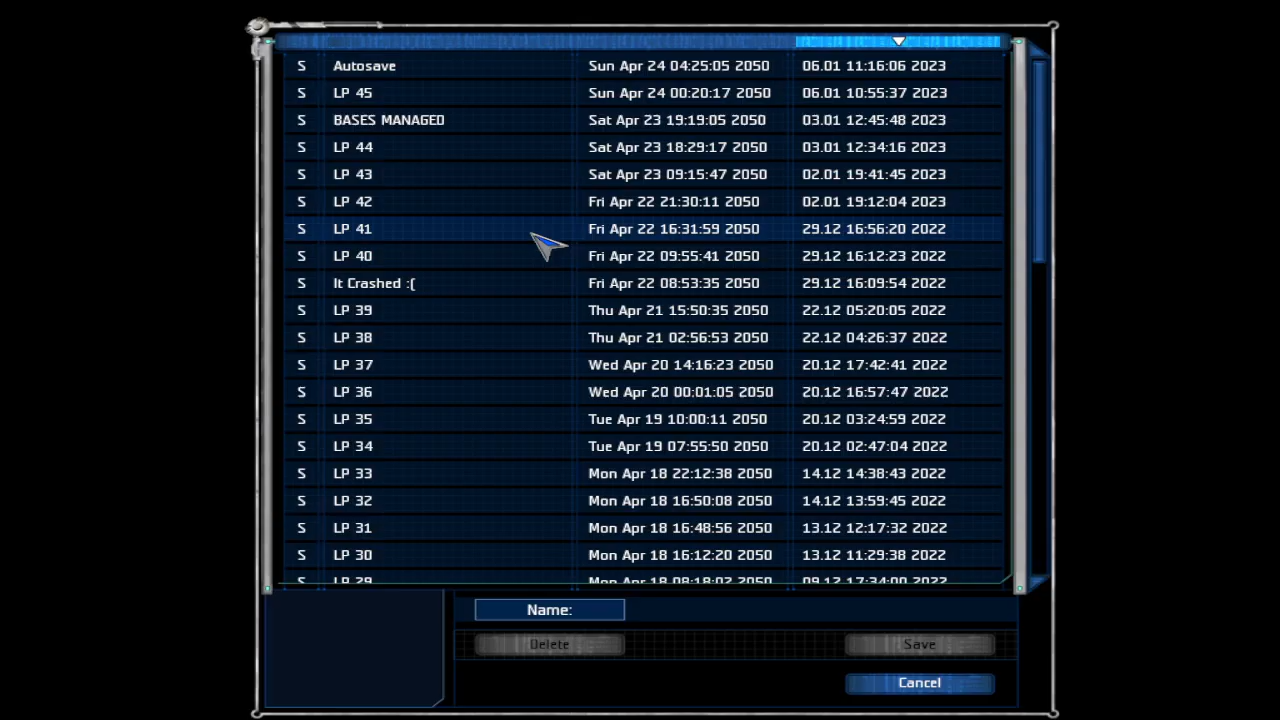 S Autosave Sun Apr 24 04:25:05 2050 06.01 11:16:06 2023
S LP 45 Sun Apr 24 00:20:17 2050 06.01 10:55:37 2023
S BASES MANAGED Sat Apr 23 19:19:05 2050 03.01 12:45:48 2023
S LP 44 Sat Apr 23 18:29:17 2050 03.01 12:34:16 2023
S LP 43 Sat Apr 23 09:15:47 2050 02.01 19:41:45 2023
S LP 42 Fri Apr 22 21:30:11 2050 02.01 19:12:04 2023
S LP 41 Fri Apr 22 16:31:59 2050 29.12 16:56:20 2022
S LP 40 Fri Apr 22 09:55:41 2050 29.12 16:12:23 2022
S It Crashed :( Fri Apr 22 08:53:35 2050 29.12 16:09:54 2022
S LP 39 Thu Apr 21 15:50:35 2050 22.12 05:20:05 2022
S LP 38 Thu Apr 21 02:56:53 2050 22.12 04:26:37 2022
S LP 37 Wed Apr 20 14:16:23 2050 20.12 17:42:41 2022
S LP 36 Wed Apr 20 00:01:05 2050 20.12 16:57:47 2022
S LP 35 Tue Apr 19 10:00:11 2050 20.12 03:24:59 2022
S LP 34 Tue Apr 19 07:55:50 2050 20.12 02:47:04 2022
S LP 33 Mon Apr 18 22:12:38 2050 14.12 14:38:43 2022
S LP 32 Mon Apr 18 16:50:08 2050 14.12 13:59:45 2022
S LP 31 Mon Apr 18 16:48:56 2050 13.12 12:17:32 2022
S LP 30 Mon Apr 18 16:12:20 2050 13.12 11:29:38 2022
S LP 29 Mon Apr 18 08:18:02 2050 09.12 17:34:00 2022
Name:
Delete Save
Cancel